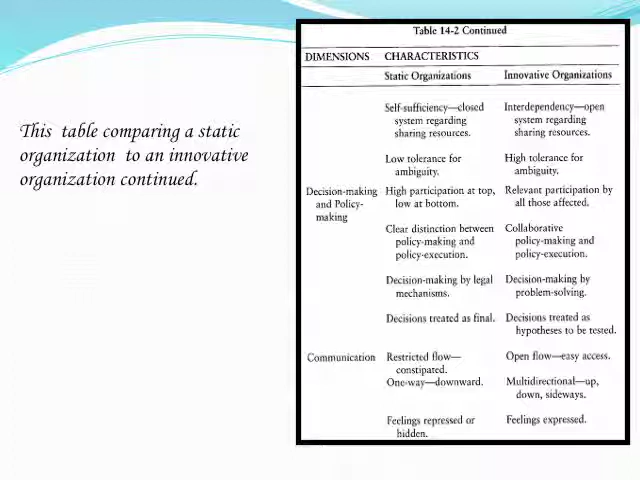 This table comparing a static
organization to an innovative
organization continued.
Table 14-2 Continued
DIMENSIONS CHARACTERISTICS
Static Organizations Innovative Organizations
Self-sufficiency—closed Interdependency—open
system regarding system regarding
sharing resources. sharing resources.
Low tolerance for High tolerance for
ambiguity. ambiguity.
Decision-making High participation at top, Relevant participation by
and Policy- low at bottom. all those affected.
making
Clear distinction between Collaborative
policy-making and policy-making and
policy-execution. policy-execution.
Decision-making by legal Decision-making by
mechanisms. problem-solving.
Decisions treated as final. Decisions treated as
hypotheses to be tested.
Communication Restricted flow— Open flow—easy access.
constipated.
One-way—downward. Multidirectional—up,
down, sideways.
Feelings repressed or Feelings expressed.
hidden.